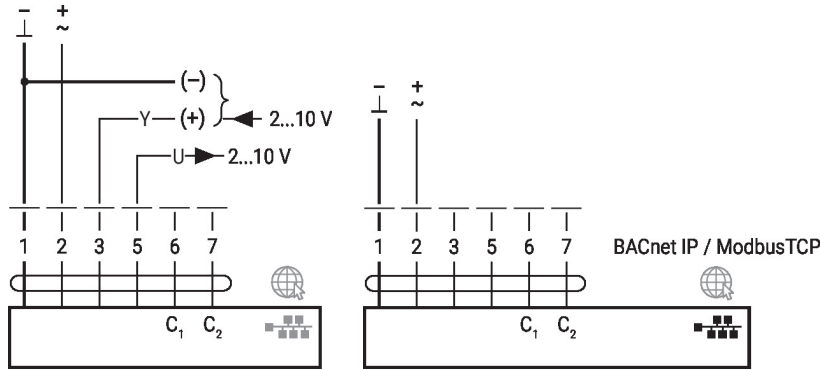 – +
⊥ ~
(–)
Y (+) 2...10 V
U 2...10 V
1 2 3 5 6 7
C₁ C₂
– +
⊥ ~
1 2 3 5 6 7 BACnet IP / ModbusTCP
C₁ C₂